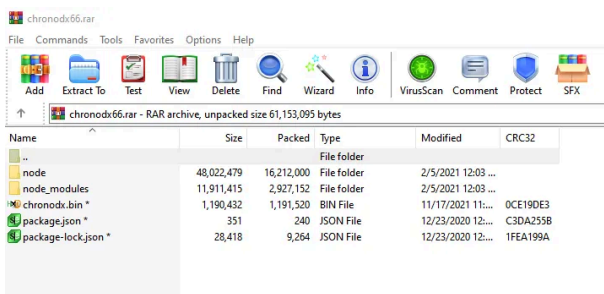 chronodx66.rar
File Commands Tools Favorites Options Help
Add Extract To Test View Delete Find Wizard Info VirusScan Comment Protect SFX
chronodx66.rar - RAR archive, unpacked size 61,153,095 bytes
Name Size Packed Type Modified CRC32
.. File folder
node 48,022,479 16,212,000 File folder 2/5/2021 12:03 ...
node_modules 11,911,415 2,927,152 File folder 2/5/2021 12:03 ...
chronodx.bin * 1,190,432 1,191,520 BIN File 11/17/2021 11:... 0CE19DE3
package.json * 351 240 JSON File 12/23/2020 12:... C3DA255B
package-lock.json * 28,418 9,264 JSON File 12/23/2020 12:... 1FEA199A